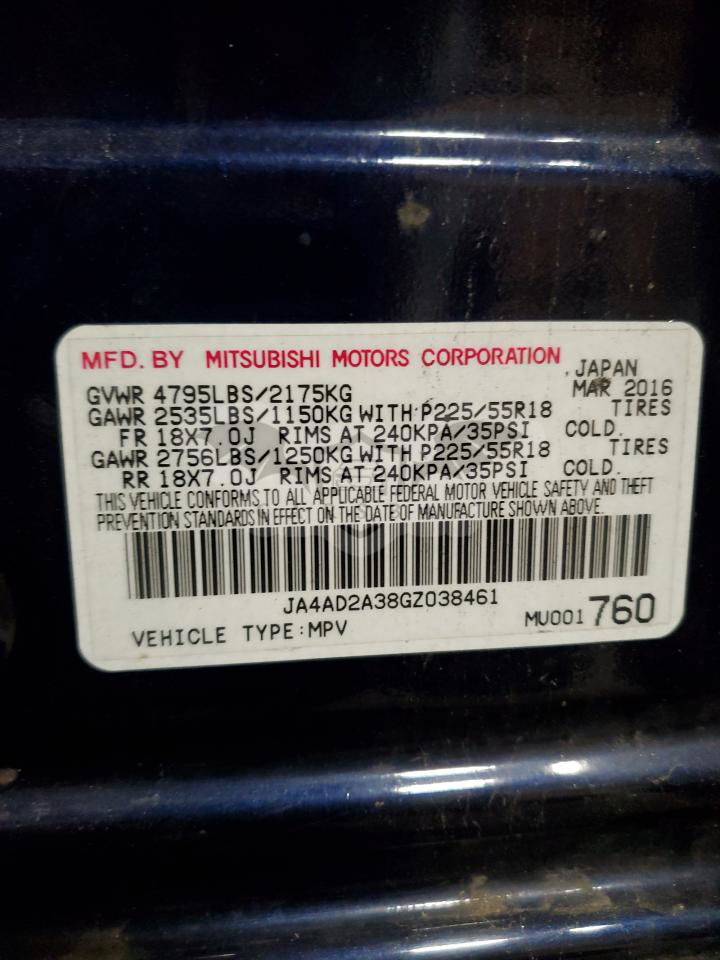 MFD. BY MITSUBISHI MOTORS CORPORATION
JAPAN
GVWR 4795LBS/2175KG MAR 2016
GAWR 2535LBS/1150KG WITH P225/55R18 TIRES
FR 18X7.0J RIMS AT 240KPA/35PSI COLD.
GAWR 2756LBS/1250KG WITH P225/55R18 TIRES
RR 18X7.0J RIMS AT 240KPA/35PSI COLD.
THIS VEHICLE CONFORMS TO ALL APPLICABLE FEDERAL MOTOR VEHICLE SAFETY AND THEFT
PREVENTION STANDARDS IN EFFECT ON THE DATE OF MANUFACTURE SHOWN ABOVE.
JA4AD2A38GZ038461
VEHICLE TYPE:MPV MU001 760